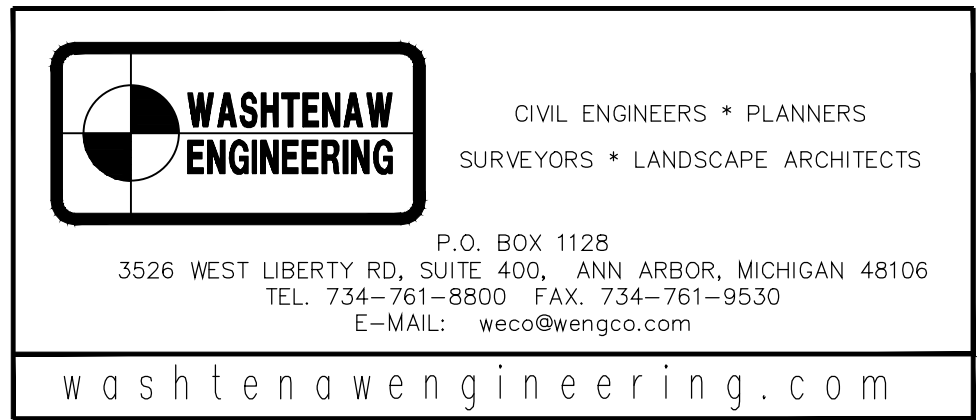 WASHTENAW
ENGINEERING
CIVIL ENGINEERS * PLANNERS
SURVEYORS * LANDSCAPE ARCHITECTS
P.O. BOX 1128
3526 WEST LIBERTY RD, SUITE 400, ANN ARBOR, MICHIGAN 48106
TEL. 734-761-8800 FAX. 734-761-9530
E-MAIL: weco@wengco.com
washtenawengineering.com